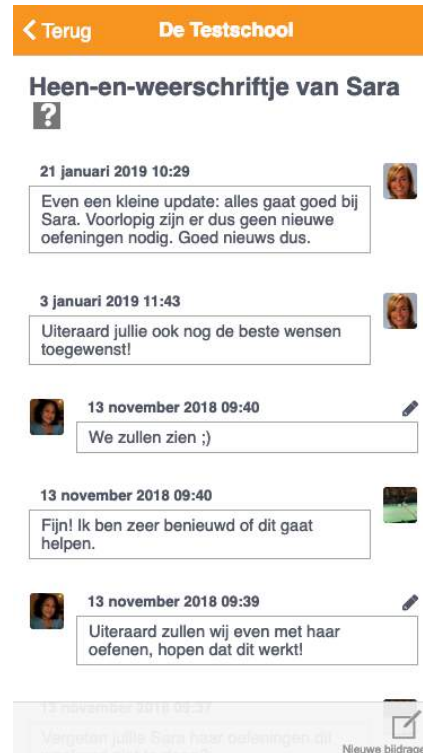 Terug
De Testschool
Heen-en-weerschriftje van Sara
?
21 januari 2019 10:29
Even een kleine update: alles gaat goed bij
Sara. Voorlopig zijn er dus geen nieuwe
oefeningen nodig. Goed nieuws dus.
3 januari 2019 11:43
Uiteraard jullie ook nog de beste wensen
toegewenst!
13 november 2018 09:40
We zullen zien ;)
13 november 2018 09:40
Fijn! Ik ben zeer benieuwd of dit gaat
helpen.
13 november 2018 09:39
Uiteraard zullen wij even met haar
oefenen, hopen dat dit werkt!
13 november 2018 09:37
Vergeten jullie Sara haar oefeningen dit
Nieuwe bijdrage